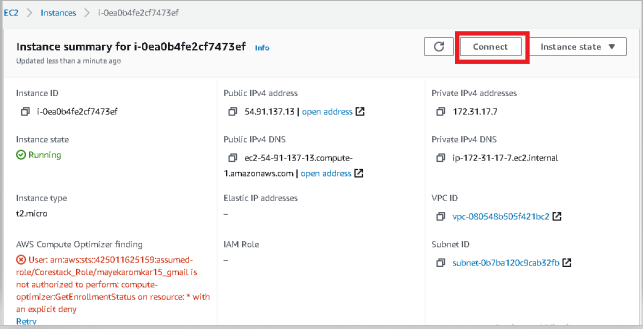 EC2 > Instances > i-0ea0b4fe2cf7473ef
Instance summary for i-0ea0b4fe2cf7473ef Info
Updated less than a minute ago
Connect
Instance state ▼
Instance ID
i-0ea0b4fe2cf7473ef
Public IPv4 address
54.91.137.13 | open address
Private IPv4 addresses
172.31.17.7
Instance state
Running
Public IPv4 DNS
ec2-54-91-137-13.compute-
1.amazonaws.com | open address
Private IPv4 DNS
ip-172-31-17-7.ec2.internal
Instance type
t2.micro
Elastic IP addresses
–
VPC ID
vpc-080548b505f421bc2
AWS Compute Optimizer finding
User: arn:aws:sts::425011625159:assumed-
role/Corestack_Role/mayekaromkar15_gmail is
not authorized to perform: compute-
optimizer:GetEnrollmentStatus on resource: * with
an explicit deny
Retry
IAM Role
–
Subnet ID
subnet-0b7ba120c9cab32fb